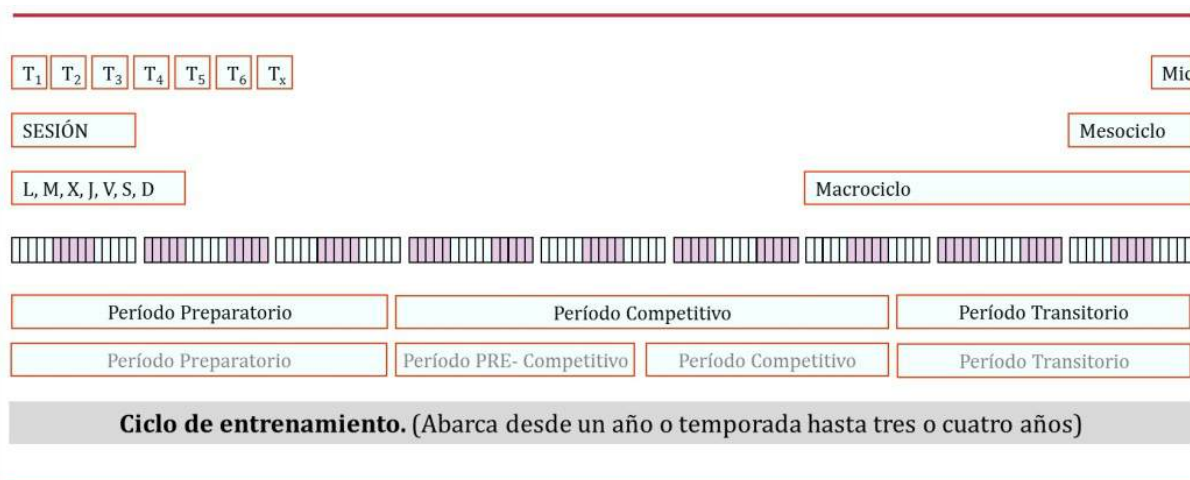 T1 T2 T3 T4 T5 T6 Tx
Mic
SESIÓN
Mesociclo
L, M, X, J, V, S, D
Macrociclo
Período Preparatorio
Período Competitivo
Período Transitorio
Período Preparatorio
Período PRE- Competitivo
Período Competitivo
Período Transitorio
Ciclo de entrenamiento. (Abarca desde un año o temporada hasta tres o cuatro años)